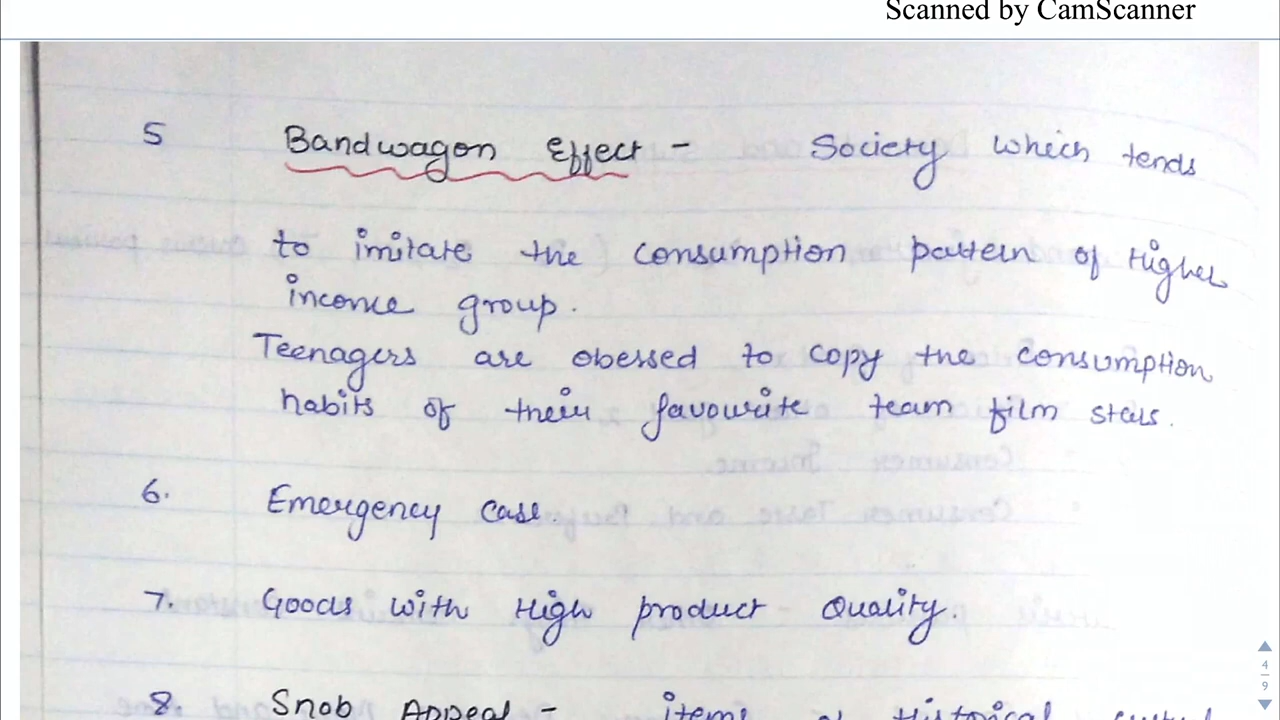 Scanned by CamScanner
5 Bandwagon Effect - Society which tends
to imitate the consumption pattern of Higher
income group.
Teenagers are obessed to copy the consumption
habits of their favourite team film stars.
6. Emergency case.
7. Goods with High product Quality.
8. Snob Appeal - items of Historical
4
9